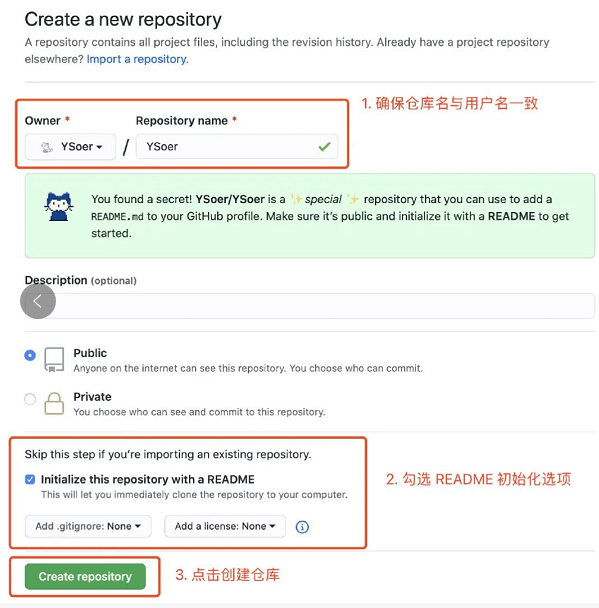 Create a new repository
A repository contains all project files, including the revision history. Already have a project repository
elsewhere? Import a repository.
1. 确保仓库名与用户名一致
Owner *
Repository name *
YSoer
/
YSoer
You found a secret! YSoer/YSoer is a ✨special ✨ repository that you can use to add a
README.md to your GitHub profile. Make sure it's public and initialize it with a README to get
started.
Description (optional)
Public
Anyone on the internet can see this repository. You choose who can commit.
Private
You choose who can see and commit to this repository.
Skip this step if you're importing an existing repository.
Initialize this repository with a README
This will let you immediately clone the repository to your computer.
2. 勾选 README 初始化选项
Add .gitignore: None
Add a license: None
Create repository
3. 点击创建仓库